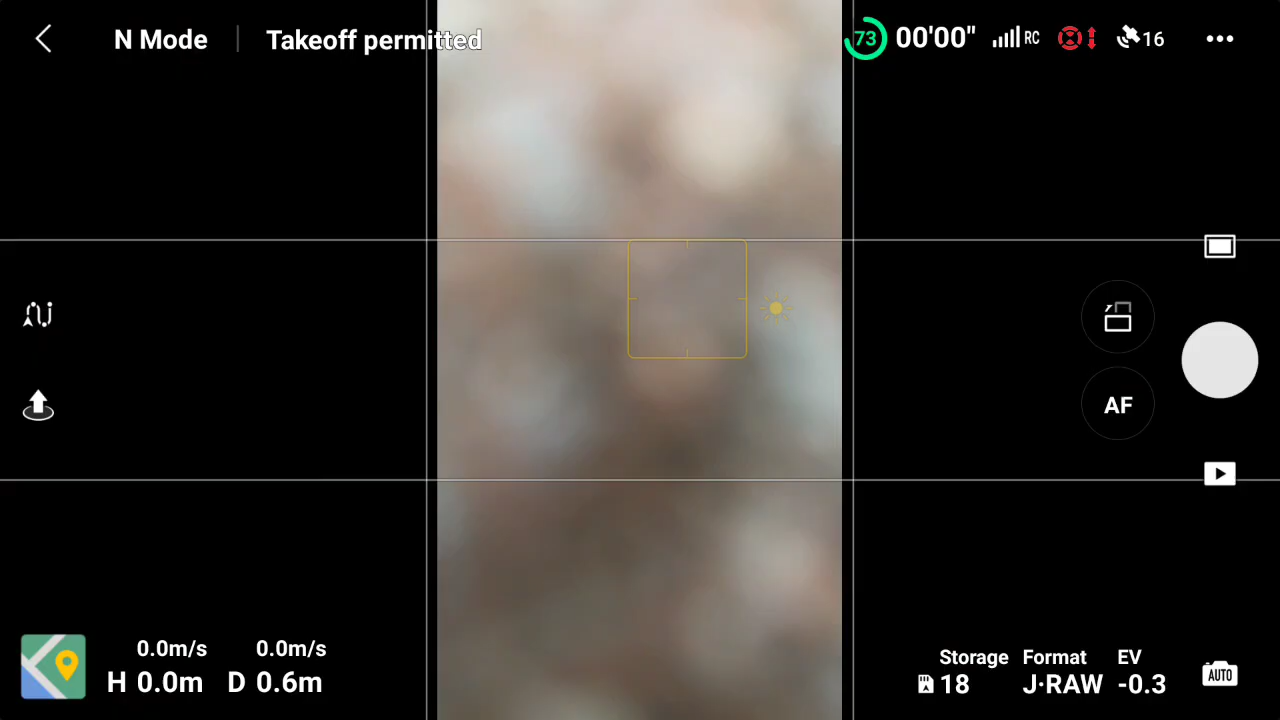 N Mode | Takeoff permitted
73 00'00" RC 16
AF
0.0m/s 0.0m/s
H 0.0m D 0.6m
Storage Format EV
18 J·RAW -0.3
AUTO